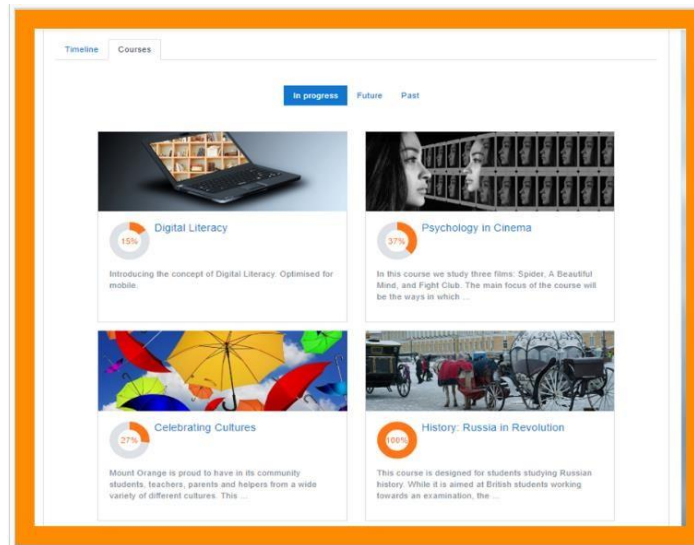 Timeline Courses
In progress Future Past
15%
Digital Literacy
Introducing the concept of Digital Literacy. Optimised for
mobile.
37%
Psychology in Cinema
In this course we study three films: Spider, A Beautiful
Mind, and Fight Club. The main focus of the course will
be the ways in which ...
27%
Celebrating Cultures
Mount Orange is proud to have in its community
students, teachers, parents and helpers from a wide
variety of different cultures. This ...
100%
History: Russia in Revolution
This course is designed for students studying Russian
history. While it is aimed at British students working
towards an examination, the ...